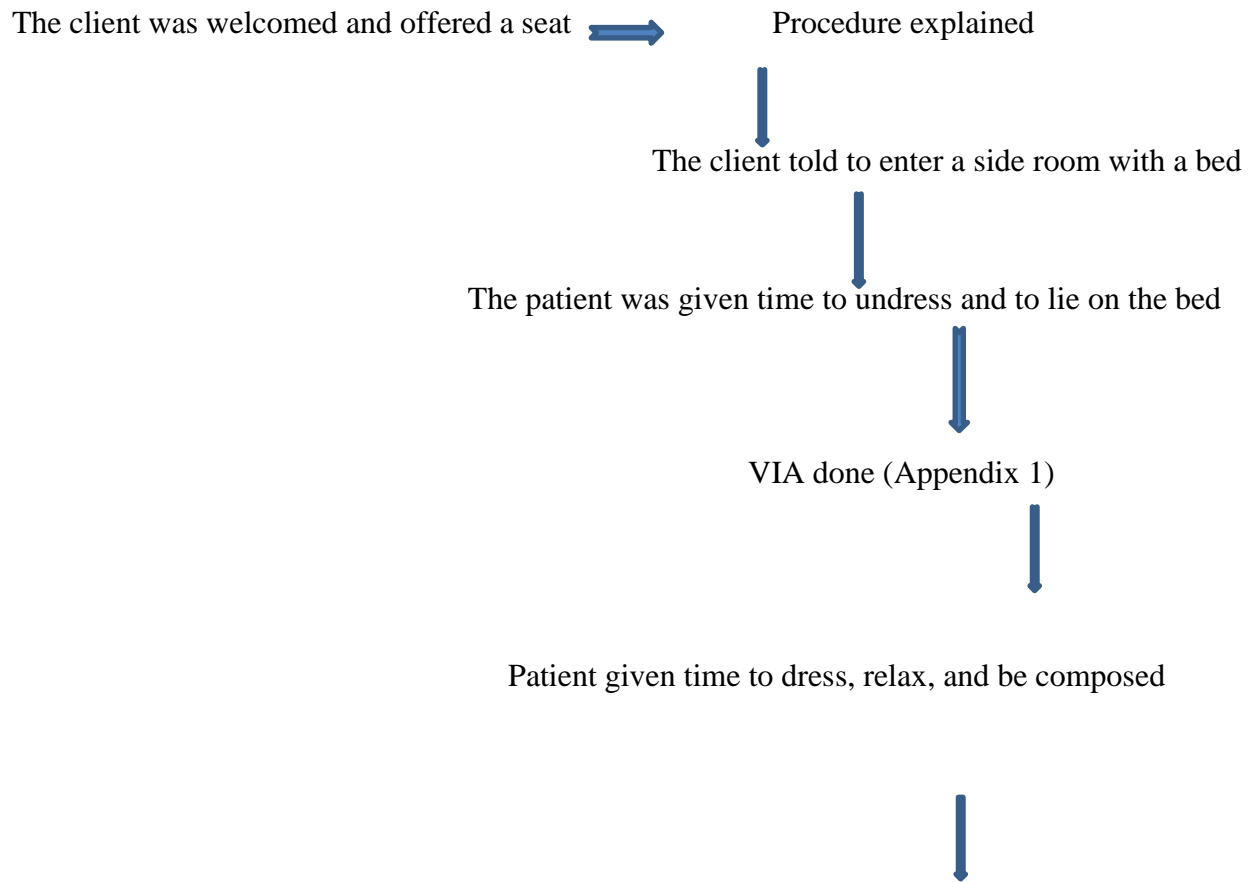 The client was welcomed and offered a seat
Procedure explained
The client told to enter a side room with a bed
The patient was given time to undress and to lie on the bed
VIA done (Appendix 1)
Patient given time to dress, relax, and be composed